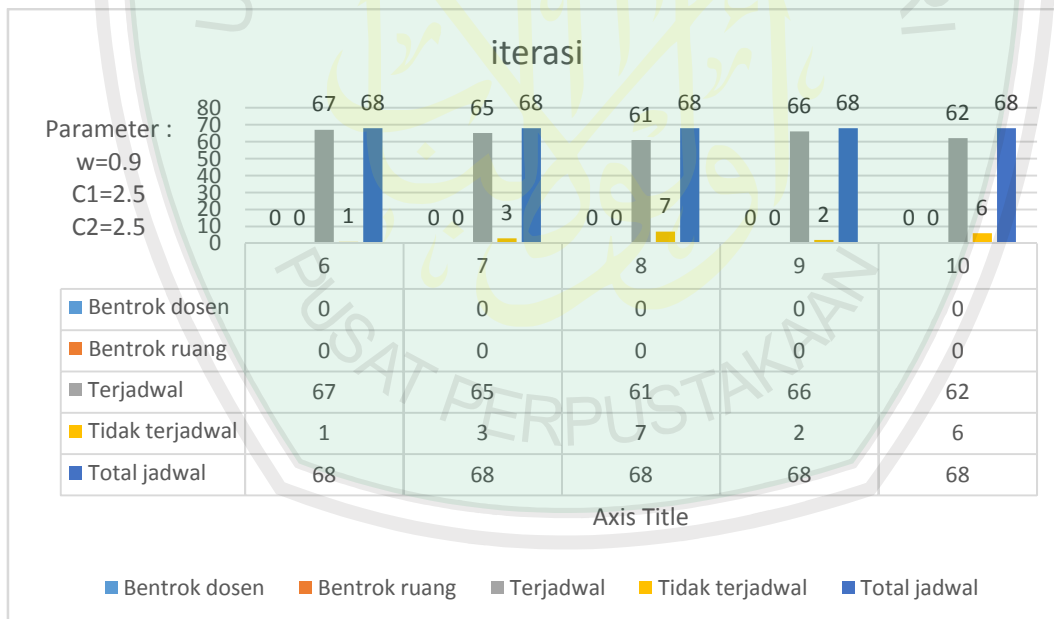 iterasi
Parameter :
w=0.9
C1=2.5
C2=2.5
80
70
60
50
40
30
20
10
0
0 0 67 1 68 0 0 65 3 68 0 0 61 7 68 0 0 66 2 68 0 0 62 6 68
6 7 8 9 10
Bentrok dosen 0 0 0 0 0
Bentrok ruang 0 0 0 0 0
Terjadwal 67 65 61 66 62
Tidak terjadwal 1 3 7 2 6
Total jadwal 68 68 68 68 68
Axis Title
Bentrok dosen Bentrok ruang Terjadwal Tidak terjadwal Total jadwal
PUSAT PERPUSTAKAAN